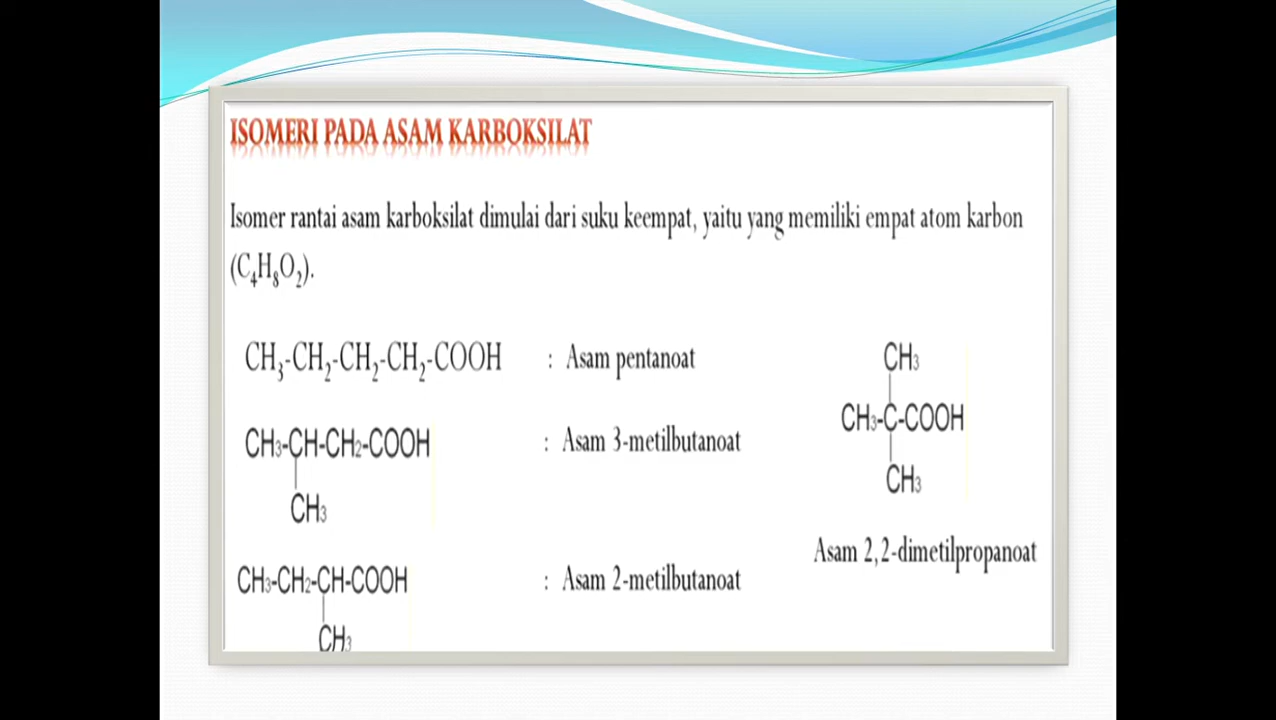 ISOMERI PADA ASAM KARBOKSILAT
Isomer rantai asam karboksilat dimulai dari suku keempat, yaitu yang memiliki empat atom karbon
(C₄H₈O₂).
CH₃-CH₂-CH₂-CH₂-COOH : Asam pentanoat
CH₃-CH-CH₂-COOH : Asam 3-metilbutanoat
CH₃
CH₃-CH₂-CH-COOH : Asam 2-metilbutanoat
CH₃
CH₃
CH₃-C-COOH
CH₃
Asam 2,2-dimetilpropanoat